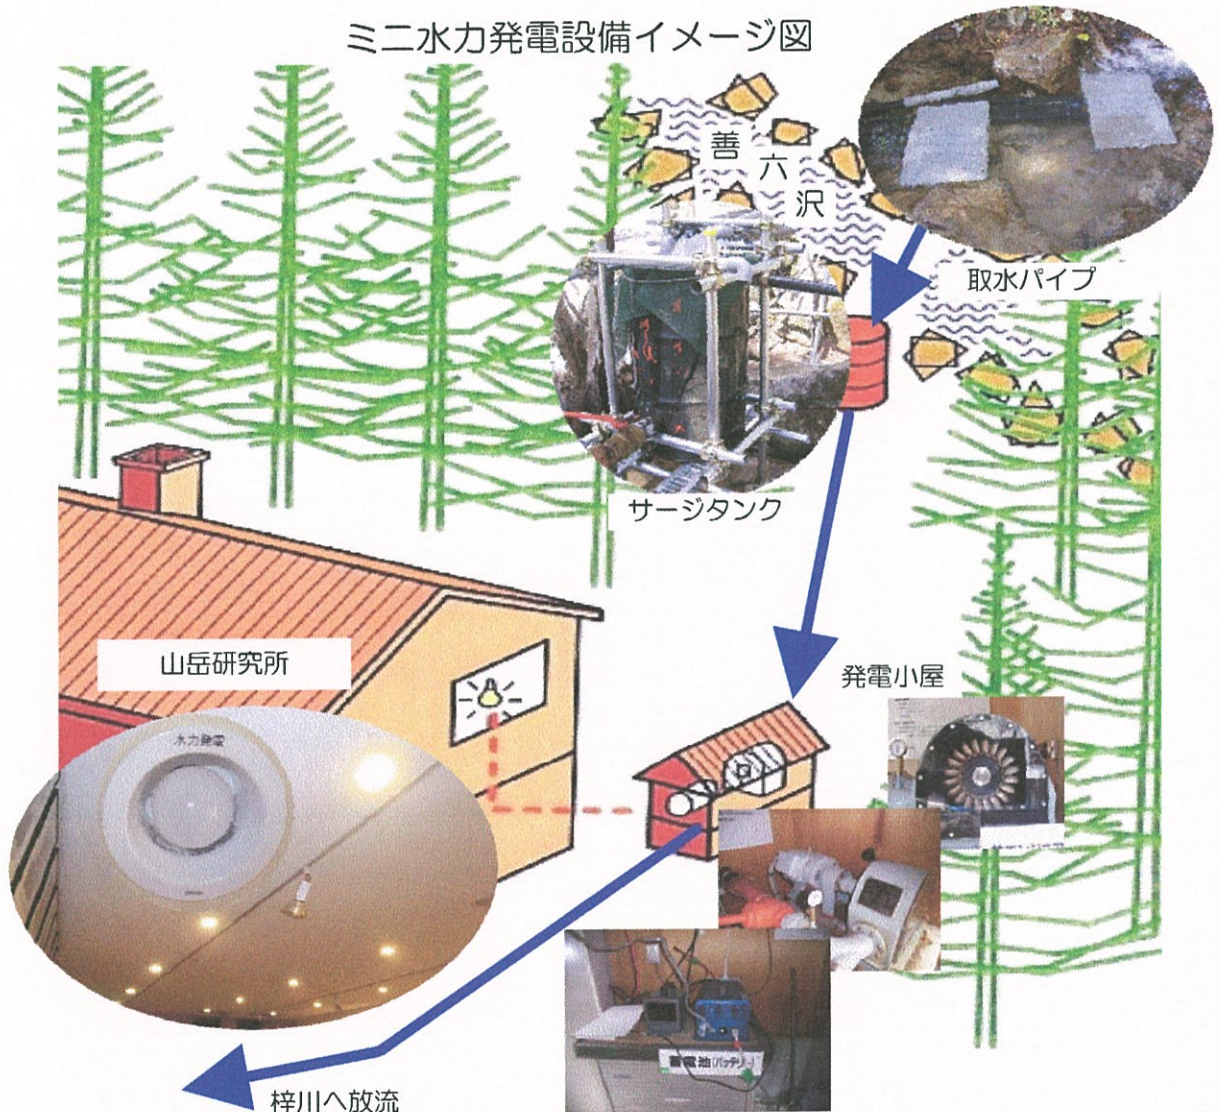 ミニ水力発電設備イメージ図
善六沢
取水パイプ
サージタンク
山岳研究所
発電小屋
水力発電
蓄電池(バッテリー)
梓川へ放流